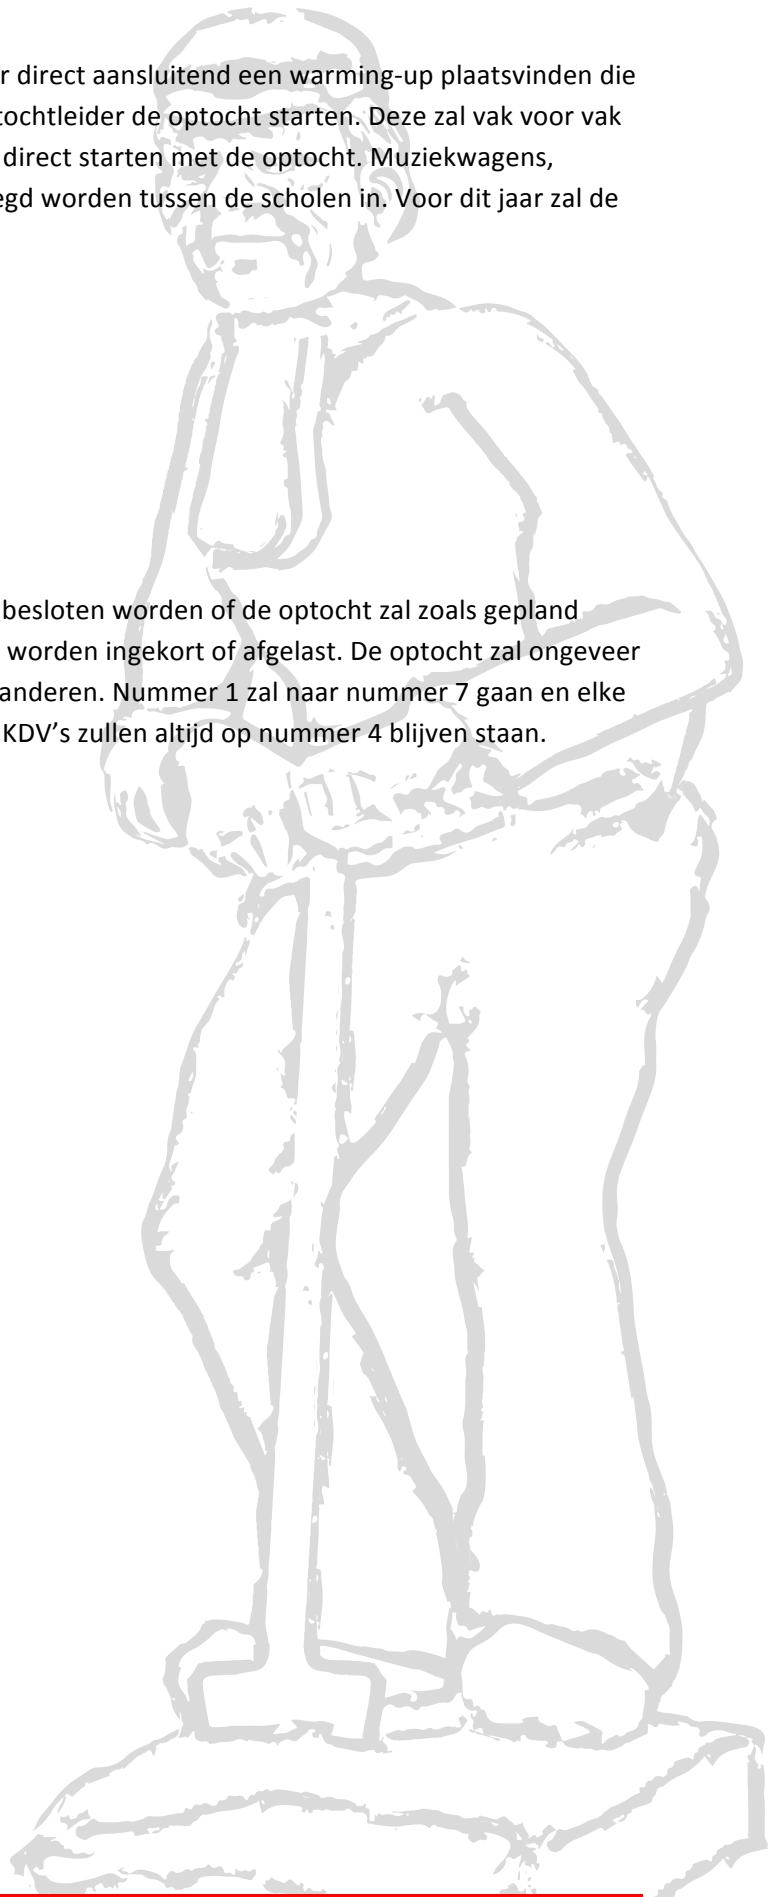 r direct aansluitend een warming-up plaatsvinden die
tochtleider de optocht starten. Deze zal vak voor vak
direct starten met de optocht. Muziekwagens,
egd worden tussen de scholen in. Voor dit jaar zal de
besloten worden of de optocht zal zoals gepland
worden ingekort of afgelast. De optocht zal ongeveer
anderen. Nummer 1 zal naar nummer 7 gaan en elke
KDV’s zullen altijd op nummer 4 blijven staan.